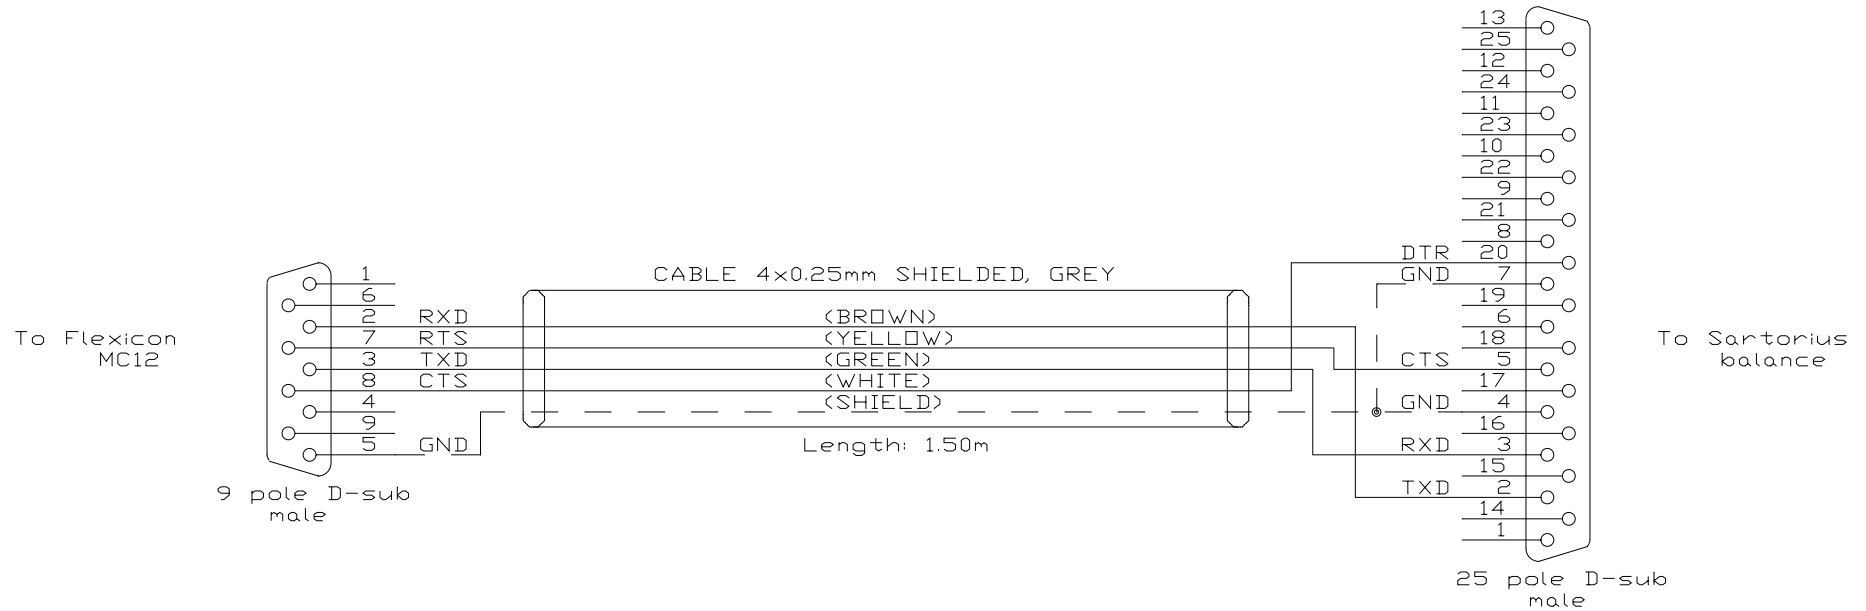 13
25
12
24
11
23
10
22
9
21
8
DTR 20
GND 7
19
6
18
CTS 5
17
GND 4
16
RXD 3
15
TXD 2
14
1
25 pole D-sub
male
To Sartorius
balance
CABLE 4x0.25mm SHIELDED, GREY
(BROWN)
(YELLOW)
(GREEN)
(WHITE)
(SHIELD)
Length: 1.50m
1
6
2 RXD
7 RTS
3 TXD
8 CTS
4
9
5 GND
9 pole D-sub
male
To Flexicon
MC12